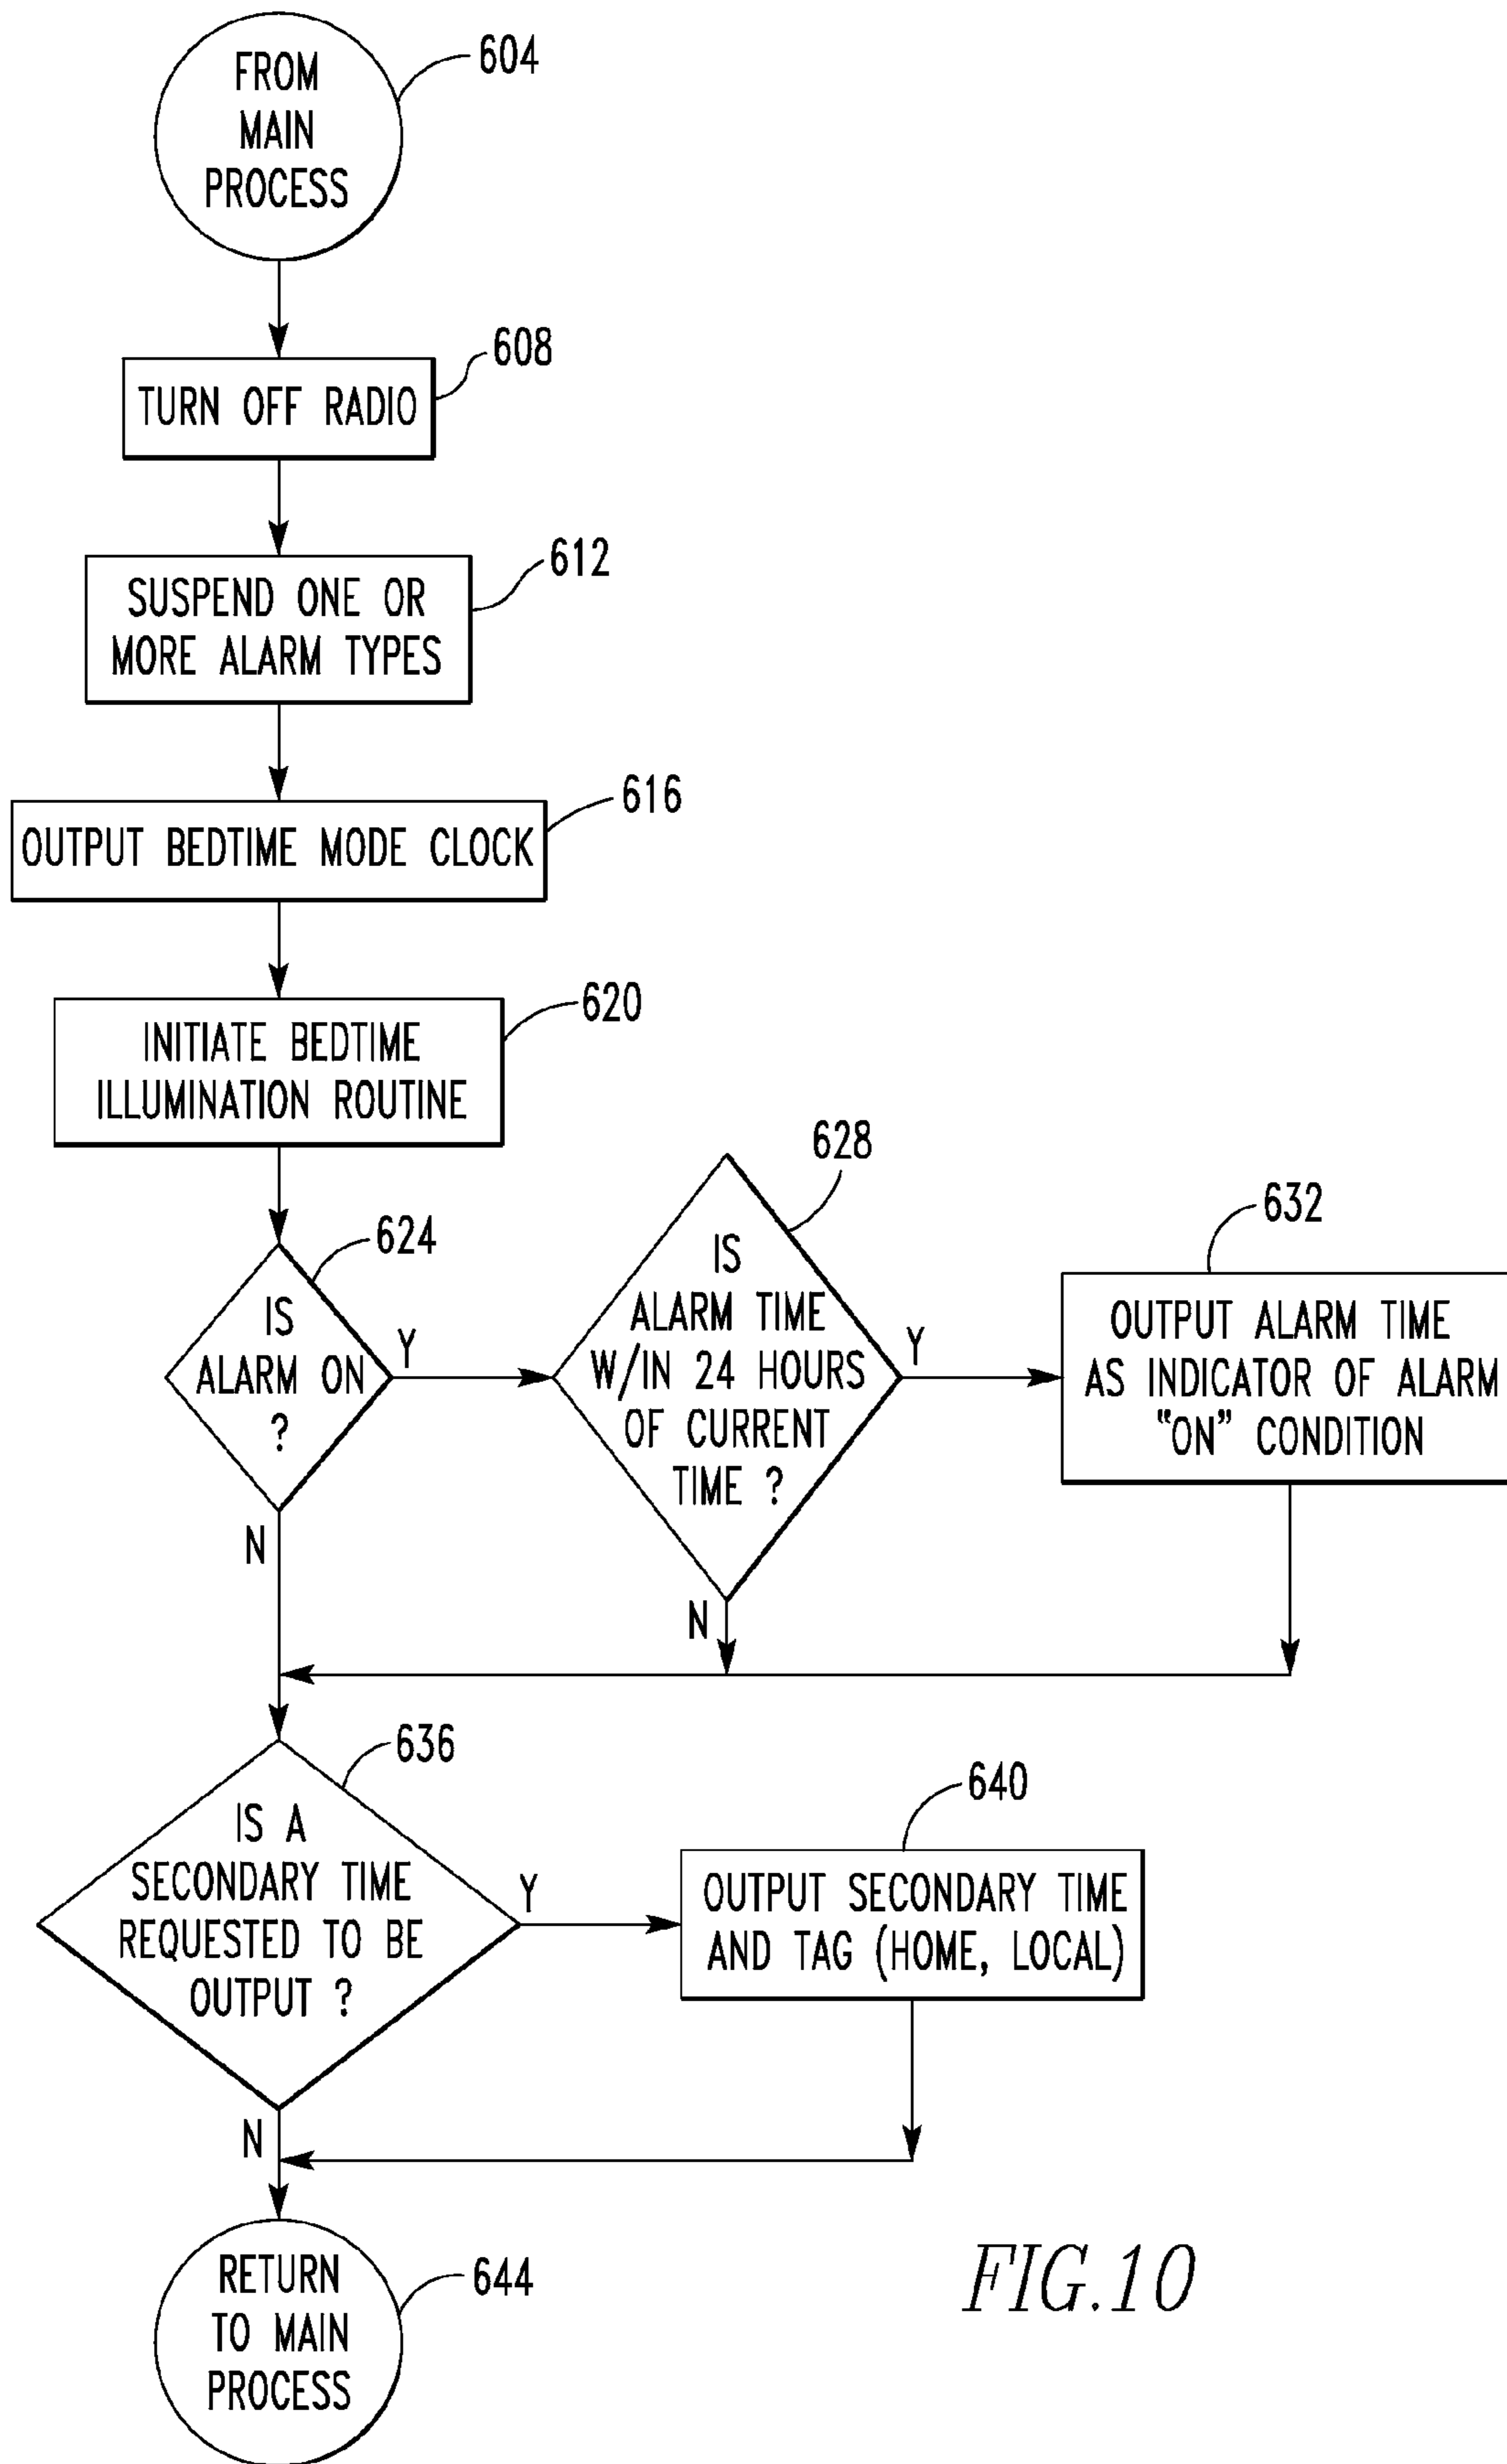 FROM
MAIN
PROCESS
604
TURN OFF RADIO
608
SUSPEND ONE OR
MORE ALARM TYPES
612
OUTPUT BEDTIME MODE CLOCK
616
INITIATE BEDTIME
ILLUMINATION ROUTINE
620
IS
ALARM ON
?
624
Y
N
IS
ALARM TIME
W/IN 24 HOURS
OF CURRENT
TIME ?
628
Y
N
OUTPUT ALARM TIME
AS INDICATOR OF ALARM
“ON” CONDITION
632
IS A
SECONDARY TIME
REQUESTED TO BE
OUTPUT ?
636
Y
N
OUTPUT SECONDARY TIME
AND TAG (HOME, LOCAL)
640
RETURN
TO MAIN
PROCESS
644
FIG.10